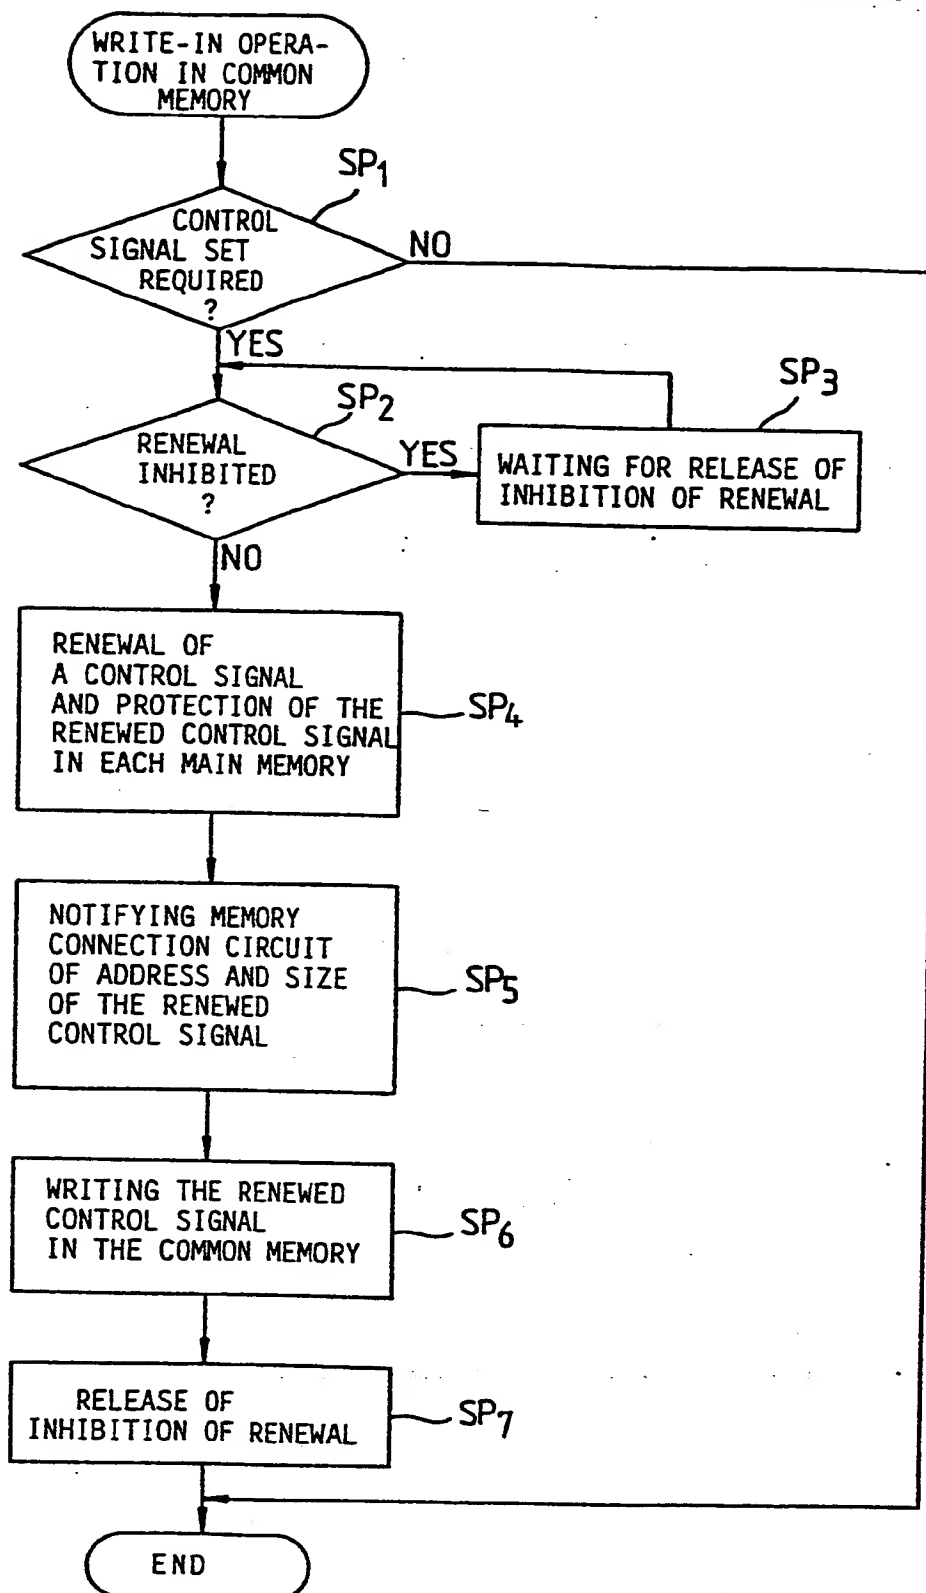 WRITE-IN OPERA-
TION IN COMMON
MEMORY
SP1
CONTROL
SIGNAL SET
REQUIRED
?
NO
YES
SP2
RENEWAL
INHIBITED
?
YES
SP3
WAITING FOR RELEASE OF
INHIBITION OF RENEWAL
NO
RENEWAL OF
A CONTROL SIGNAL
AND PROTECTION OF THE
RENEWED CONTROL SIGNAL
IN EACH MAIN MEMORY
SP4
NOTIFYING MEMORY
CONNECTION CIRCUIT
OF ADDRESS AND SIZE
OF THE RENEWED
CONTROL SIGNAL
SP5
WRITING THE RENEWED
CONTROL SIGNAL
IN THE COMMON MEMORY
SP6
RELEASE OF
INHIBITION OF RENEWAL
SP7
END